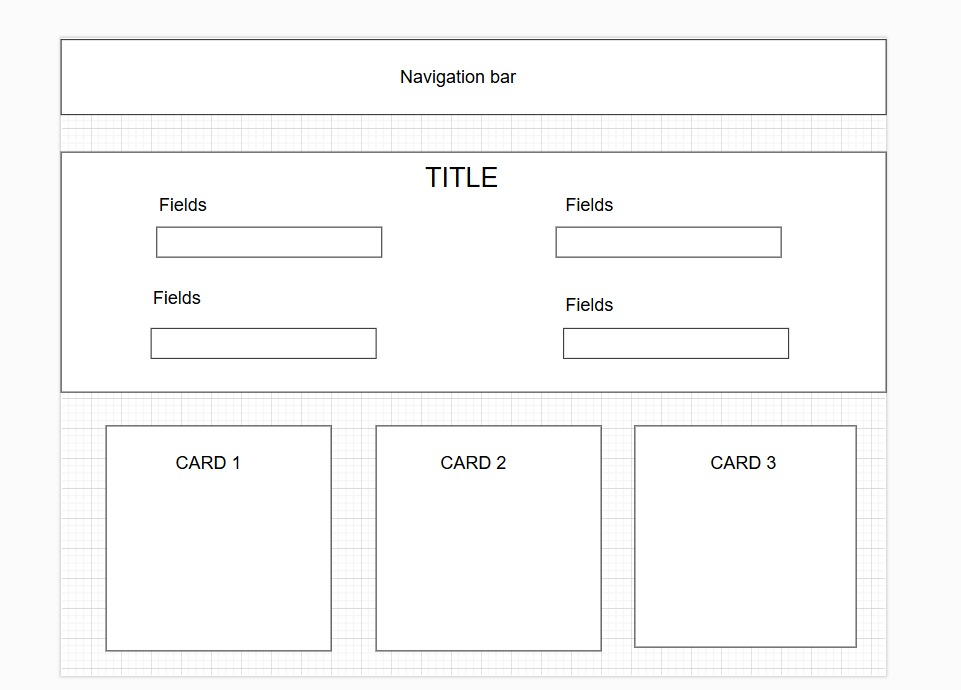 Navigation bar
TITLE
Fields
Fields
Fields
Fields
CARD 1
CARD 2
CARD 3